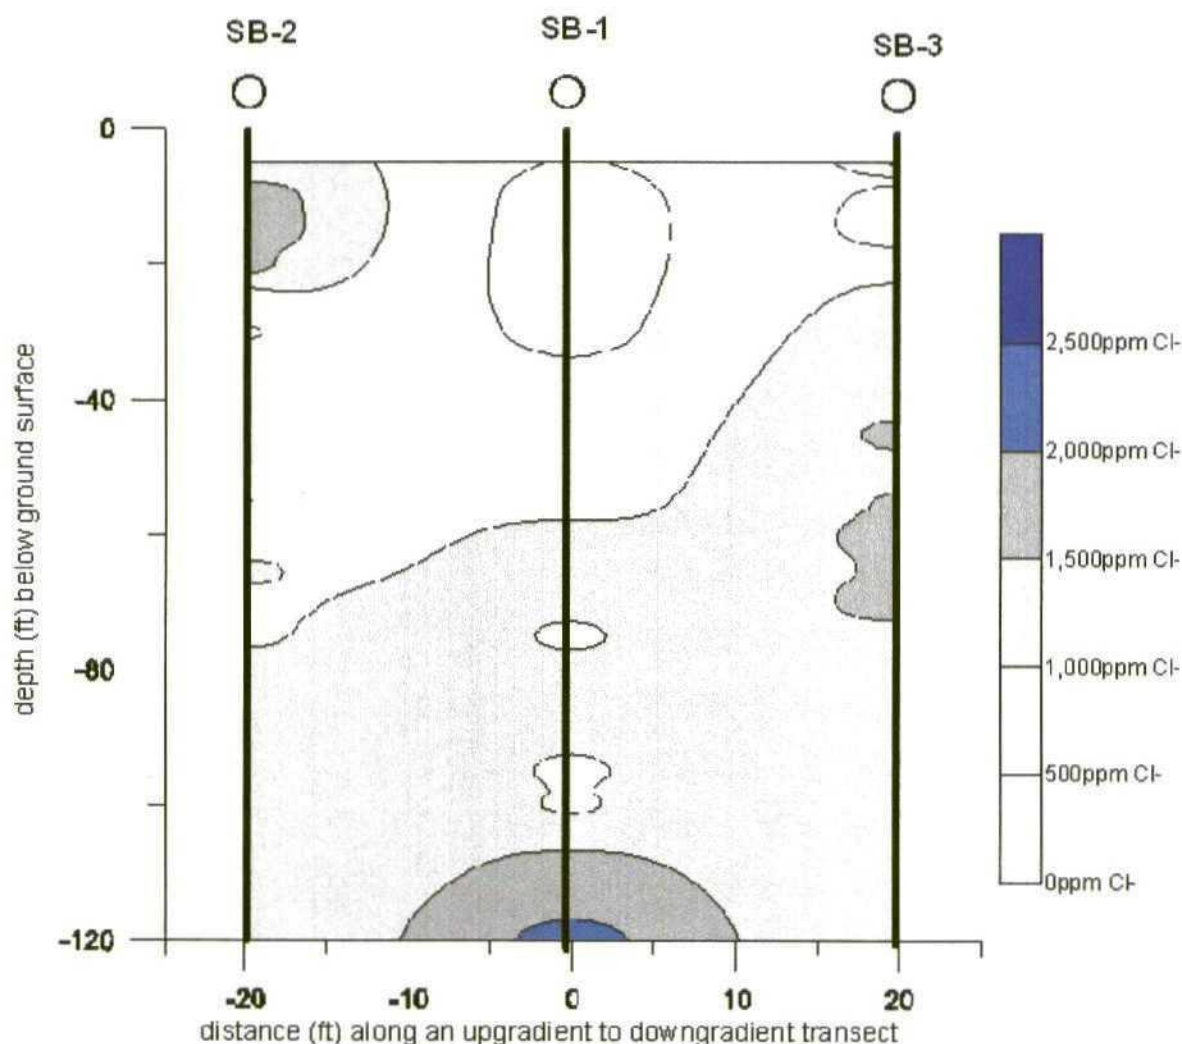 SB-2
SB-1
SB-3
0
-40
-80
-120
depth (ft) below ground surface
-20
-10
0
10
20
distance (ft) along an upgradient to downgradient transect
2,500ppm Cl-
2,000ppm Cl-
1,500ppm Cl-
1,000ppm Cl-
500ppm Cl-
0ppm Cl-